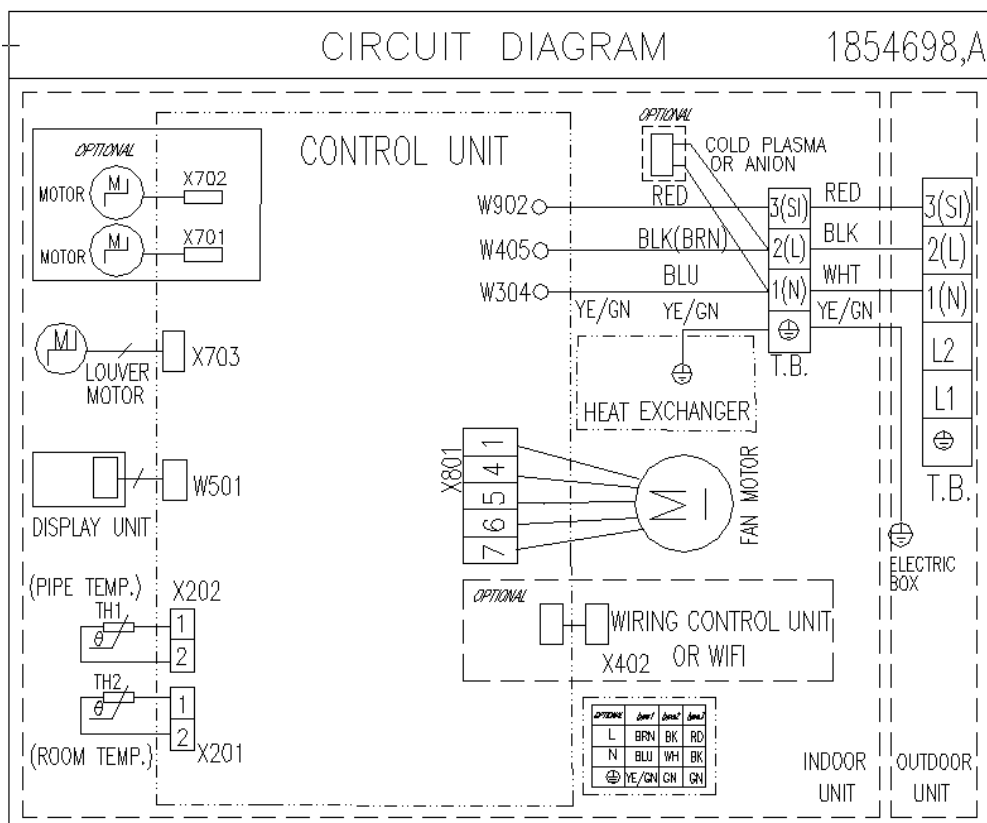 CIRCUIT DIAGRAM
1854698,A
OPTIONAL
MOTOR
M
X702
MOTOR
M
X701
CONTROL UNIT
OPTIONAL
COLD PLASMA
OR ANION
W902
RED
3(SI)
RED
3(SI)
W405
BLK(BRN)
2(L)
BLK
2(L)
W304
BLU
1(N)
WHT
1(N)
YE/GN
YE/GN
YE/GN
T.B.
L2
L1
T.B.
M
LOUVER
MOTOR
X703
HEAT EXCHANGER
DISPLAY UNIT
W501
X801
1
4
5
6
7
M
FAN MOTOR
ELECTRIC
BOX
(PIPE TEMP.)
TH1
θ
X202
1
2
TH2
θ
1
2
(ROOM TEMP.)
X201
OPTIONAL
WIRING CONTROL UNIT
OR WIFI
X402
OPTIONAL type1 type2 type3
L BRN BK RD
N BLU WH BK
YE/GN GN GN
INDOOR
UNIT
OUTDOOR
UNIT